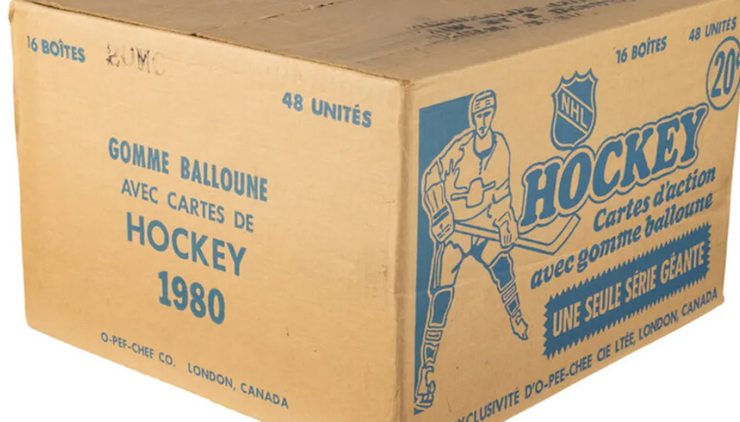 16 BOÎTES
48 UNITÉS
GOMME BALLOUNE
AVEC CARTES DE
HOCKEY
1980
O-PEE-CHEE CO. LONDON, CANADA
16 BOÎTES
48 UNITÉS
20¢
NHL
HOCKEY
Cartes d'action
avec gomme balloune
UNE SEULE SÉRIE GÉANTE
D'O-PEE-CHEE CIE LTÉE, LONDON, CANADA